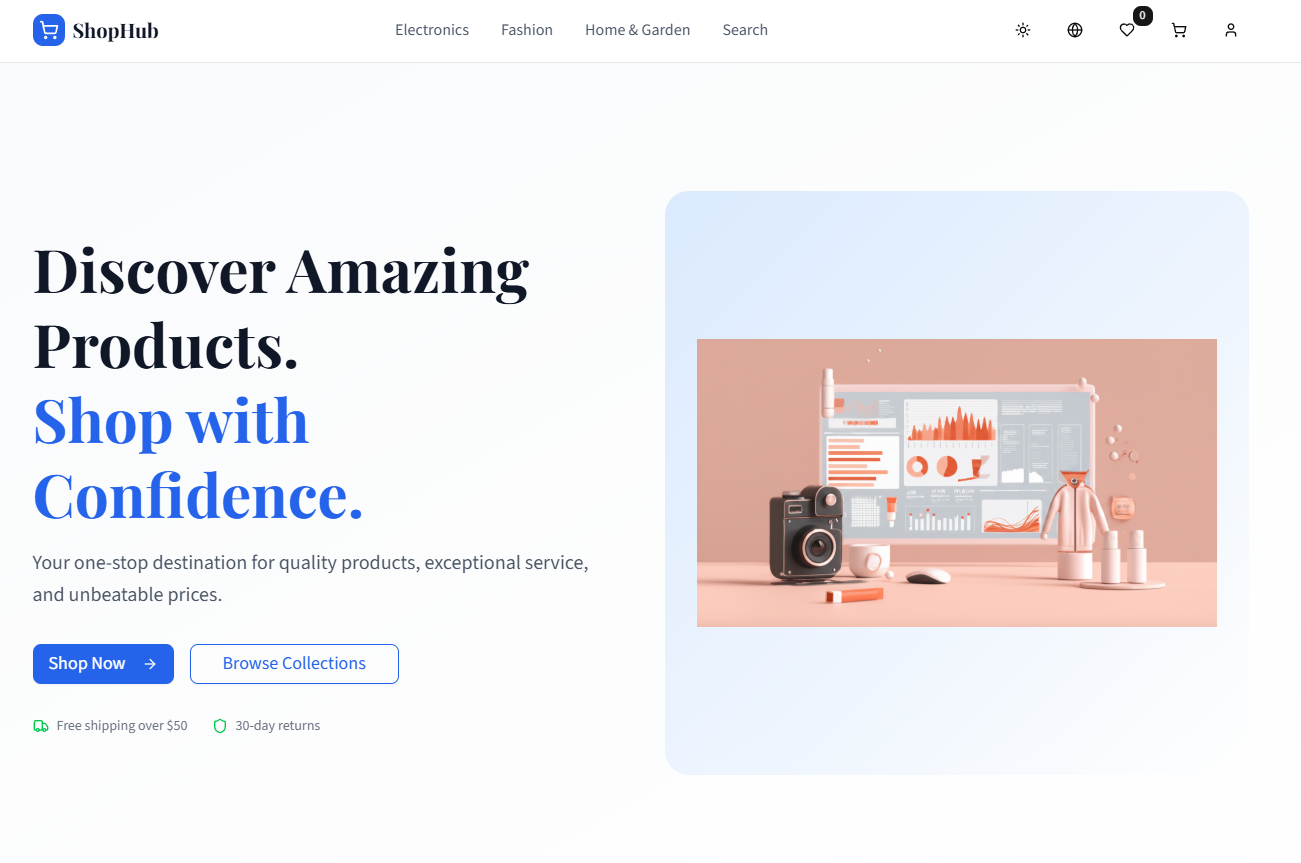 ShopHub
Electronics
Fashion
Home & Garden
Search
0
Discover Amazing
Products.
Shop with
Confidence.
Your one-stop destination for quality products, exceptional service,
and unbeatable prices.
Shop Now
Browse Collections
Free shipping over $50
30-day returns